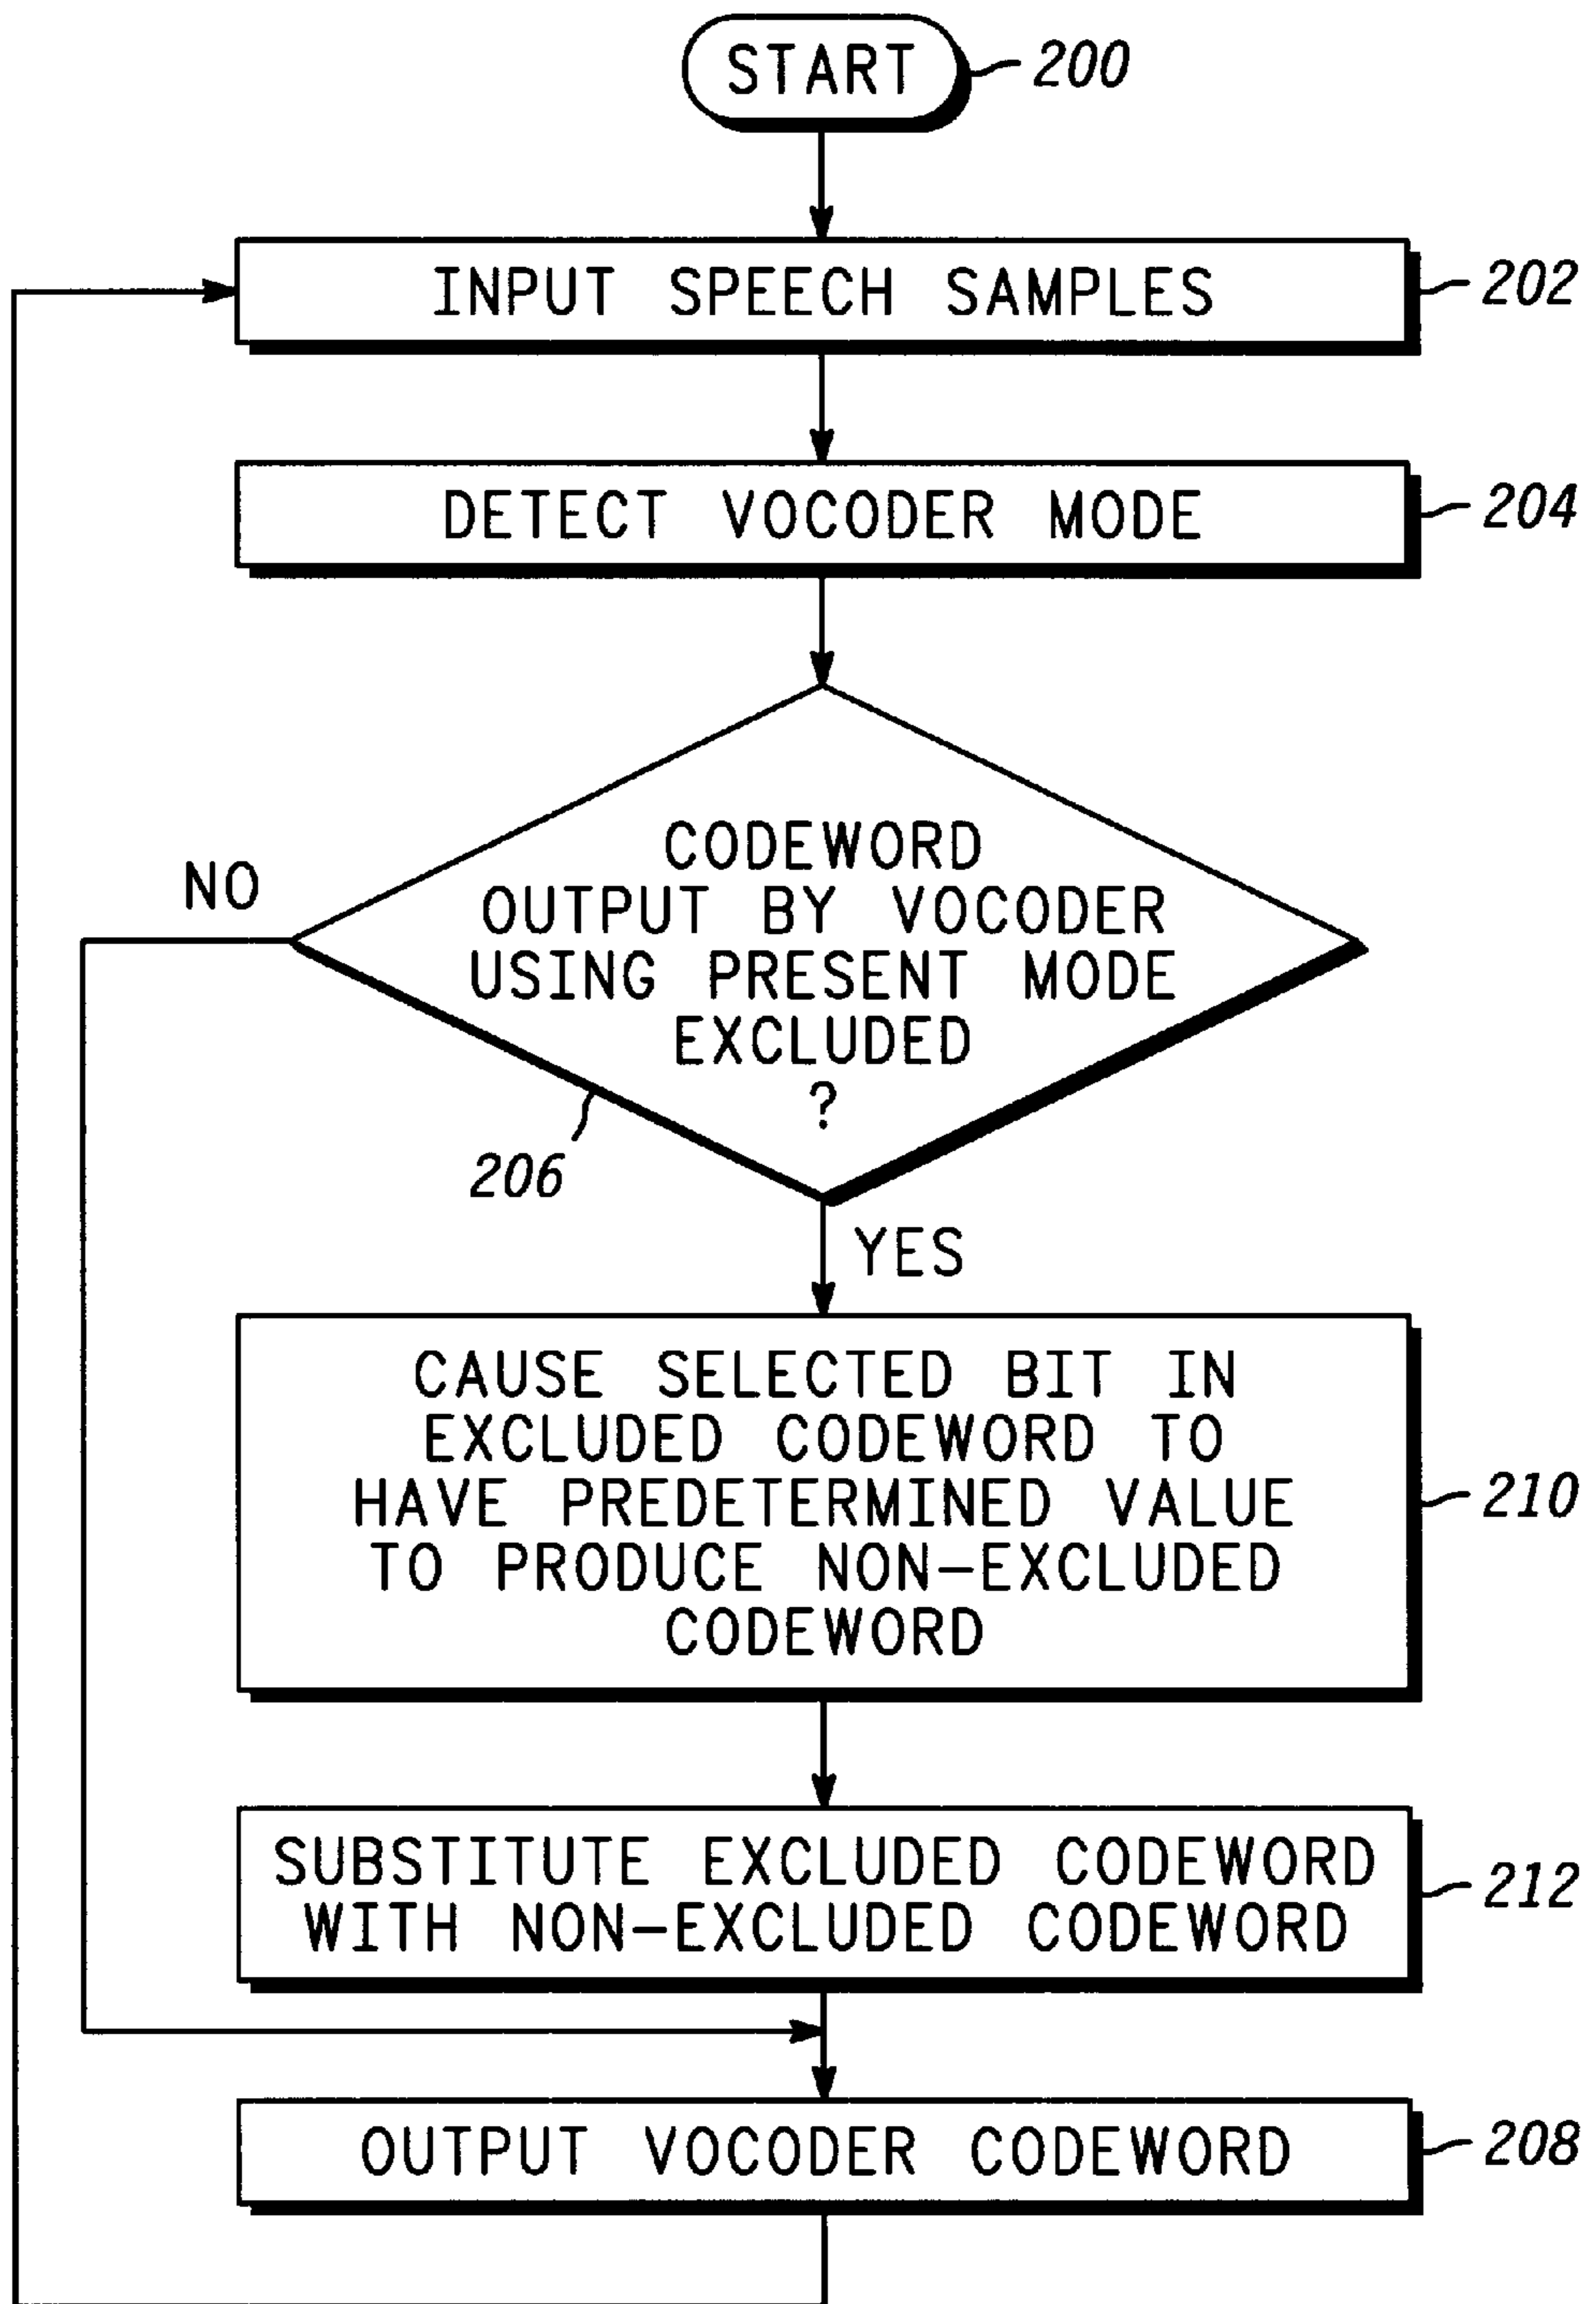 START
200
INPUT SPEECH SAMPLES
202
DETECT VOCODER MODE
204
CODEWORD
OUTPUT BY VOCODER
USING PRESENT MODE
EXCLUDED
?
NO
206
YES
CAUSE SELECTED BIT IN
EXCLUDED CODEWORD TO
HAVE PREDETERMINED VALUE
TO PRODUCE NON-EXCLUDED
CODEWORD
210
SUBSTITUTE EXCLUDED CODEWORD
WITH NON-EXCLUDED CODEWORD
212
OUTPUT VOCODER CODEWORD
208